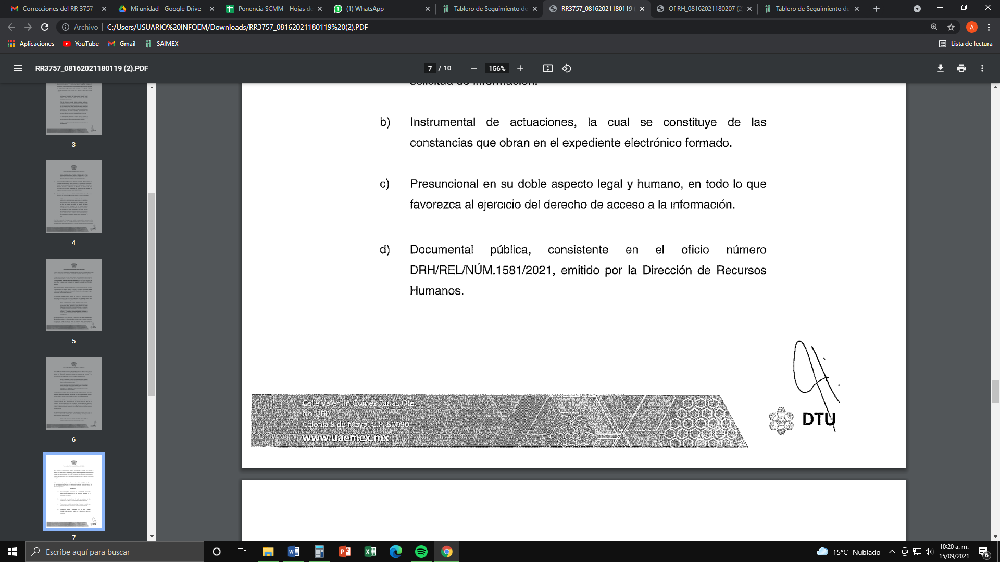 Correcciones del RR 3757 -
Mi unidad - Google Drive
Ponencia SCMM - Hojas de
(1) WhatsApp
Tablero de Seguimiento de
RR3757_08162021180119
Of RH_08162021180207 (2
Tablero de Seguimiento de
Archivo
C:/Users/USUARIO%20INFOEM/Downloads/RR3757_08162021180119%20(2).PDF
A
Aplicaciones
YouTube
Gmail
SAIMEX
Lista de lectura
RR3757_08162021180119 (2).PDF
7 / 10
156%
3
4
5
6
7
solicitud de información.
b) Instrumental de actuaciones, la cual se constituye de las
constancias que obran en el expediente electrónico formado.
c) Presuncional en su doble aspecto legal y humano, en todo lo que
favorezca al ejercicio del derecho de acceso a la información.
d) Documental pública, consistente en el oficio número
DRH/REL/NÚM.1581/2021, emitido por la Dirección de Recursos
Humanos.
Calle Valentín Gómez Farías Ote.
No. 200
Colonia 5 de Mayo. C.P. 50090
www.uaemex.mx
DTU
Escribe aquí para buscar
15°C Nublado
10:20 a. m.
15/09/2021
6